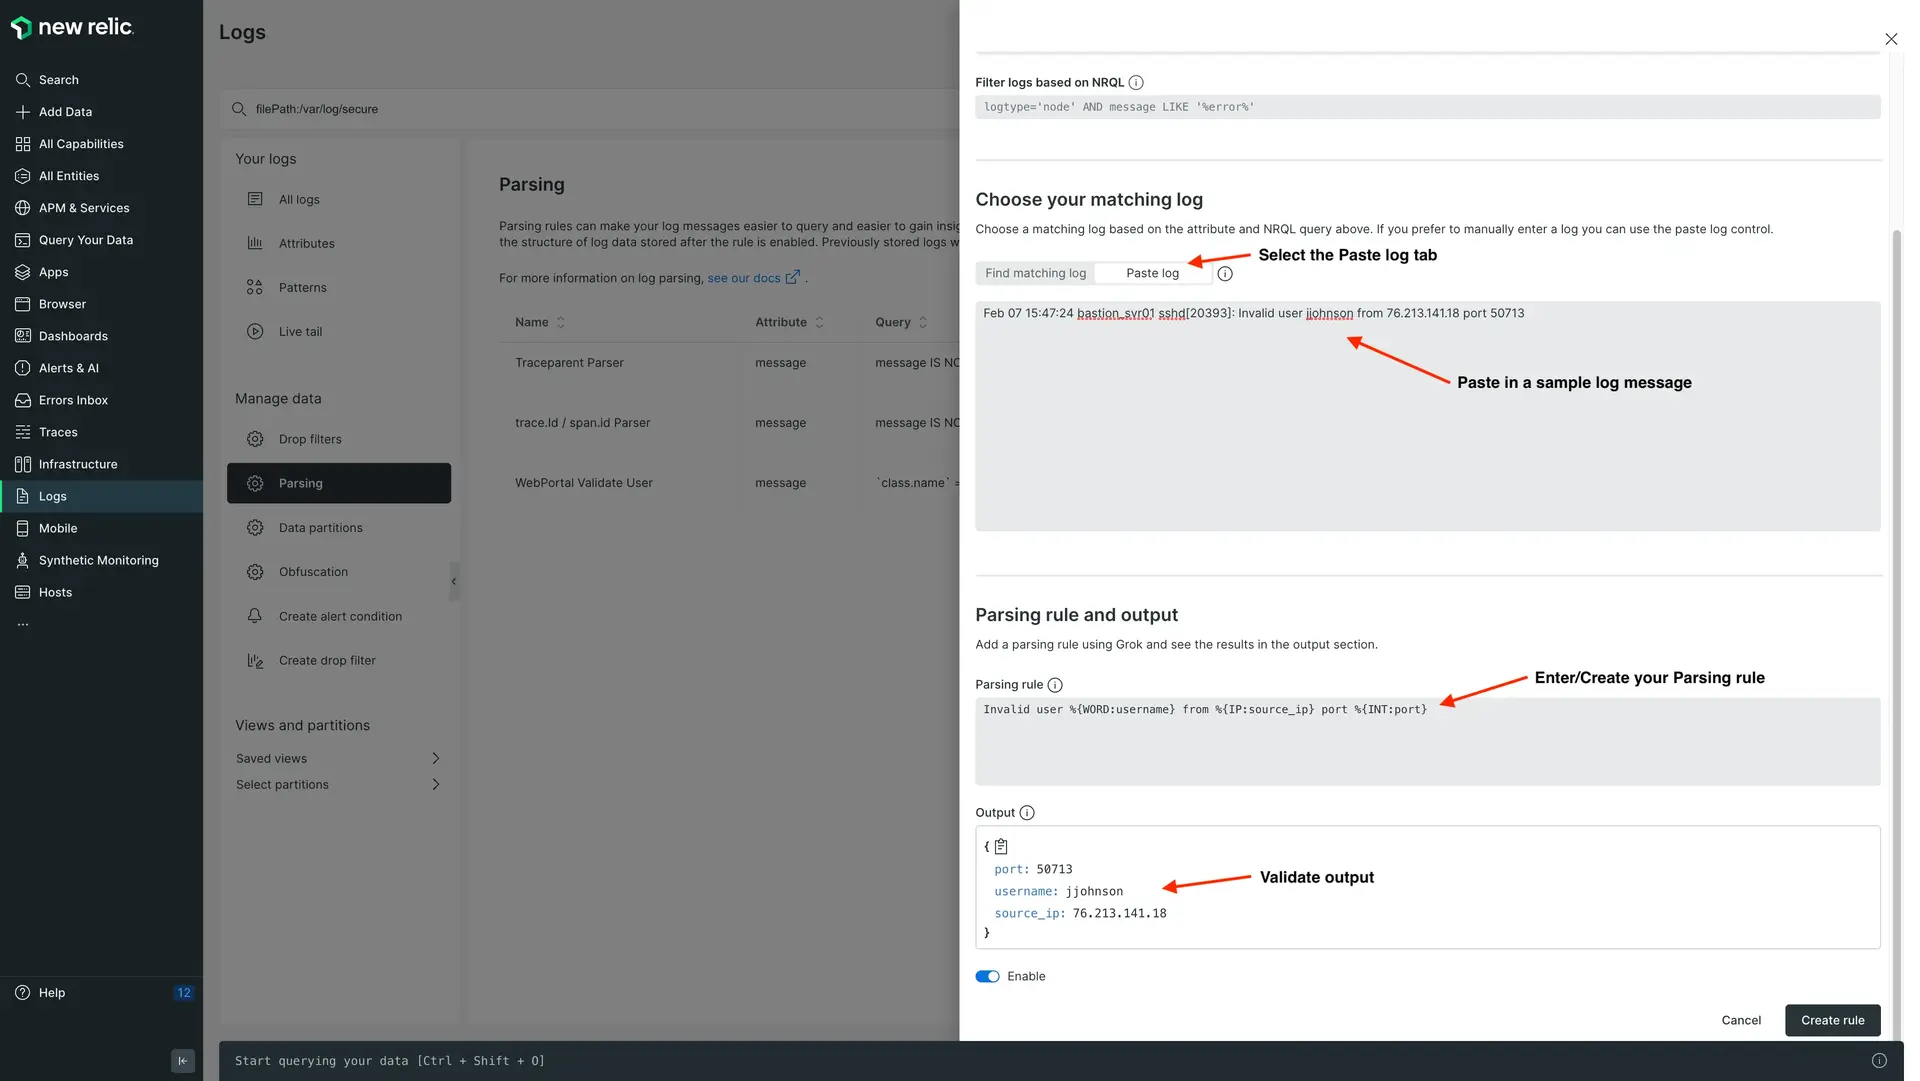 new relic
Search
Add Data
All Capabilities
All Entities
APM & Services
Query Your Data
Apps
Browser
Dashboards
Alerts & AI
Errors Inbox
Traces
Infrastructure
Logs
Mobile
Synthetic Monitoring
Hosts
...
Help 12
Logs
filePath:/var/log/secure
Your logs
All logs
Attributes
Patterns
Live tail
Manage data
Drop filters
Parsing
Data partitions
Obfuscation
Create alert condition
Create drop filter
Views and partitions
Saved views
Select partitions
Parsing
Parsing rules can make your log messages easier to query and easier to gain insig
the structure of log data stored after the rule is enabled. Previously stored logs w
For more information on log parsing, see our docs .
Name Attribute Query
Traceparent Parser message message IS NO
trace.Id / span.id Parser message message IS NO
WebPortal Validate User message `class.name` =
Filter logs based on NRQL
logtype='node' AND message LIKE '%error%'
Choose your matching log
Choose a matching log based on the attribute and NRQL query above. If you prefer to manually enter a log you can use the paste log control.
Select the Paste log tab
Find matching log Paste log
Feb 07 15:47:24 bastion_svr01 sshd[20393]: Invalid user jjohnson from 76.213.141.18 port 50713
Paste in a sample log message
Parsing rule and output
Add a parsing rule using Grok and see the results in the output section.
Enter/Create your Parsing rule
Parsing rule
Invalid user %{WORD:username} from %{IP:source_ip} port %{INT:port}
Output
{
port: 50713
username: jjohnson
source_ip: 76.213.141.18
}
Validate output
Enable
Cancel Create rule
Start querying your data [Ctrl + Shift + O]